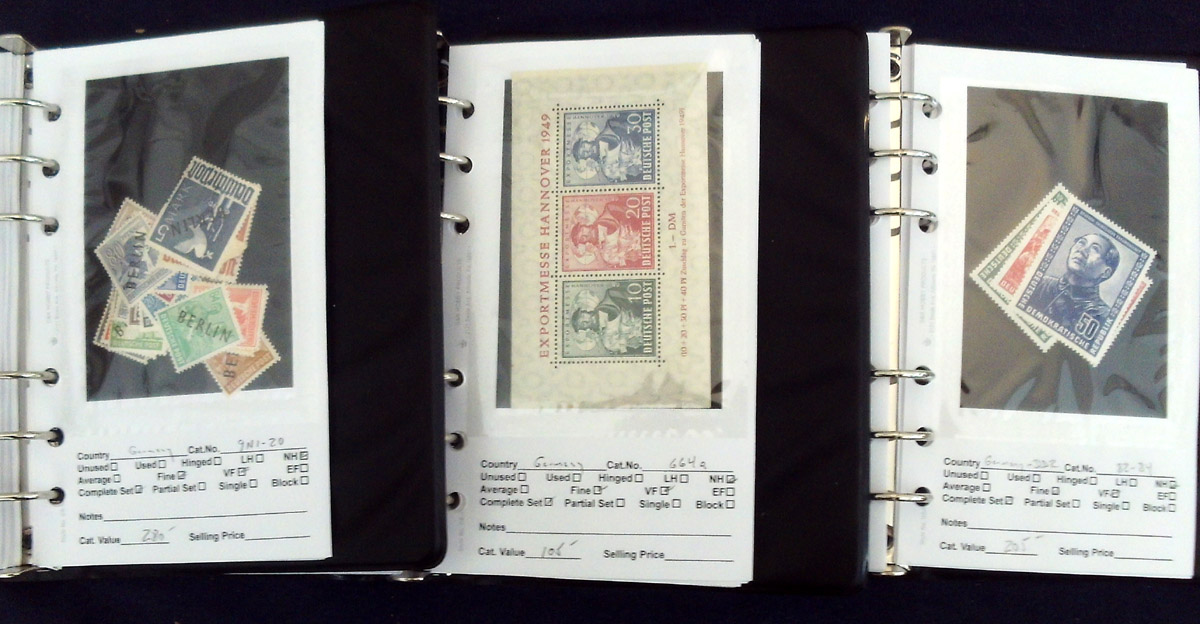 BERLIN
BERLIN
BERLIN
Country Germany Cat.No. 9N1-20
Unused Used Hinged LH NH
Average Fine VF EF
Complete Set Partial Set Single Block
Notes
Cat. Value 280- Selling Price
EXPORTMESSE HANNOVER 1949
30
DEUTSCHE POST
20
DEUTSCHE POST
10
DEUTSCHE POST
1.– DM
Country Germany Cat.No. 664a
Unused Used Hinged LH NH
Average Fine VF EF
Complete Set Partial Set Single Block
Notes
Cat. Value 105- Selling Price
50
DEUTSCHE
DEMOKRATISCHE
REPUBLIK
Country Germany-DDR Cat.No. 82-84
Unused Used Hinged LH NH
Average Fine VF EF
Complete Set Partial Set Single Block
Notes
Cat. Value 205- Selling Price